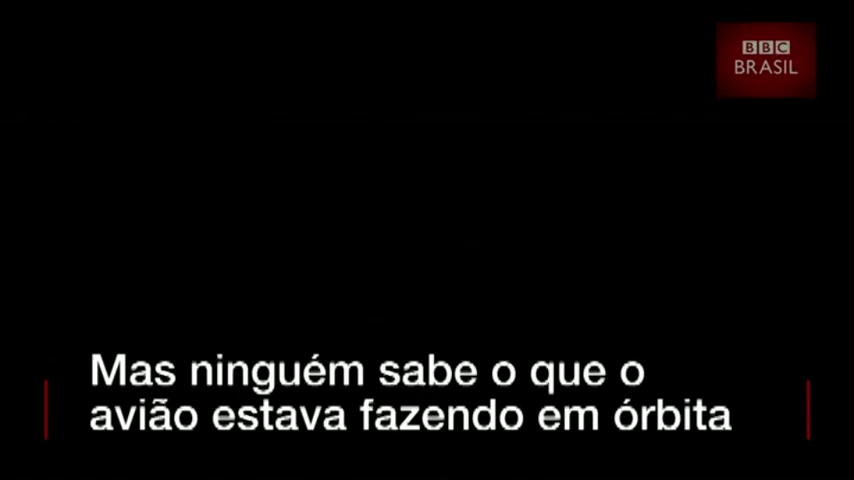 BBC
BRASIL
Mas ninguém sabe o que o
avião estava fazendo em órbita